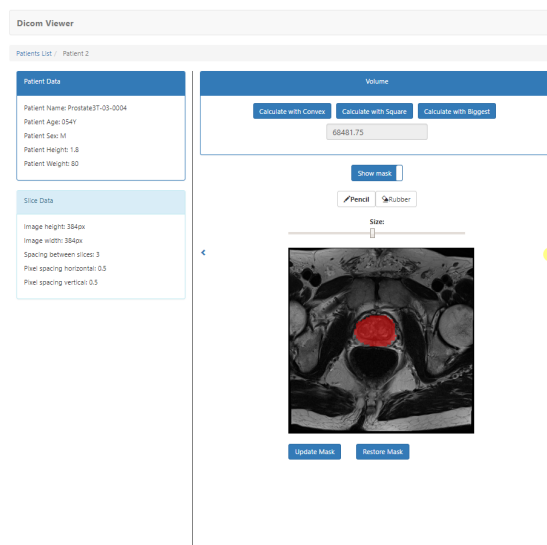 Dicom Viewer
Patients List / Patient 2
Patient Data
Patient Name: Prostate3T-03-0004
Patient Age: 054Y
Patient Sex: M
Patient Height: 1.8
Patient Weight: 80
Slice Data
Image height: 384px
Image width: 384px
Spacing between slices: 3
Pixel spacing horizontal: 0.5
Pixel spacing vertical: 0.5
Volume
Calculate with Convex Calculate with Square Calculate with Biggest
68481.75
Show mask
Pencil Rubber
Size:
Update Mask Restore Mask